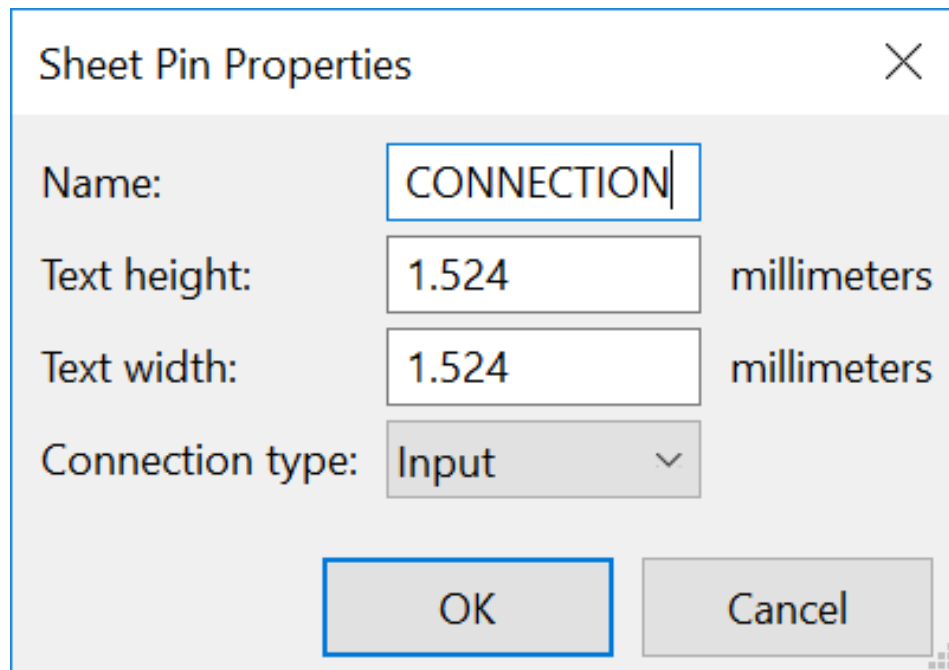 Sheet Pin Properties
Name: CONNECTION
Text height: 1.524 millimeters
Text width: 1.524 millimeters
Connection type: Input
OK Cancel